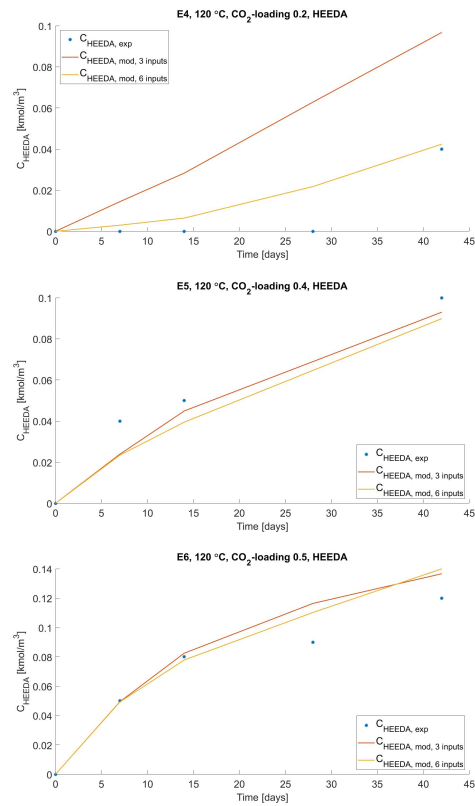 E4, 120 °C, CO2-loading 0.2, HEEDA
0.1
0.08
0.06
0.04
0.02
0
CHEEDA [kmol/m3]
CHEEDA, exp
CHEEDA, mod, 3 inputs
CHEEDA, mod, 6 inputs
0 5 10 15 20 25 30 35 40 45
Time [days]
E5, 120 °C, CO2-loading 0.4, HEEDA
0.1
0.08
0.06
0.04
0.02
0
CHEEDA [kmol/m3]
CHEEDA, exp
CHEEDA, mod, 3 inputs
CHEEDA, mod, 6 inputs
0 5 10 15 20 25 30 35 40 45
Time [days]
E6, 120 °C, CO2-loading 0.5, HEEDA
0.14
0.12
0.1
0.08
0.06
0.04
0.02
0
CHEEDA [kmol/m3]
CHEEDA, exp
CHEEDA, mod, 3 inputs
CHEEDA, mod, 6 inputs
0 5 10 15 20 25 30 35 40 45
Time [days]